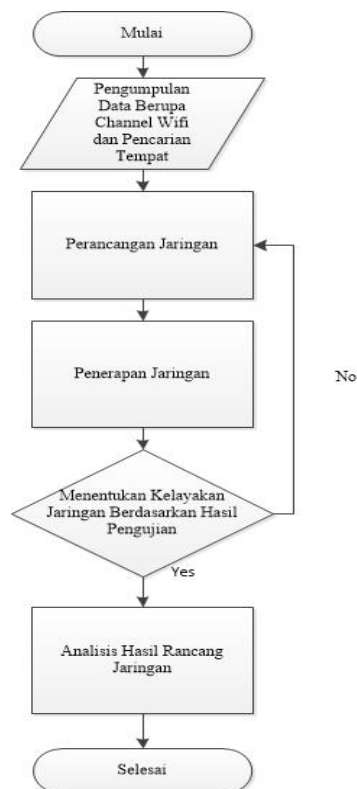 Mulai
Pengumpulan
Data Berupa
Channel Wifi
dan Pencarian
Tempat
Perancangan Jaringan
Penerapan Jaringan
No
Menentukan Kelayakan
Jaringan Berdasarkan Hasil
Pengujian
Yes
Analisis Hasil Rancang
Jaringan
Selesai